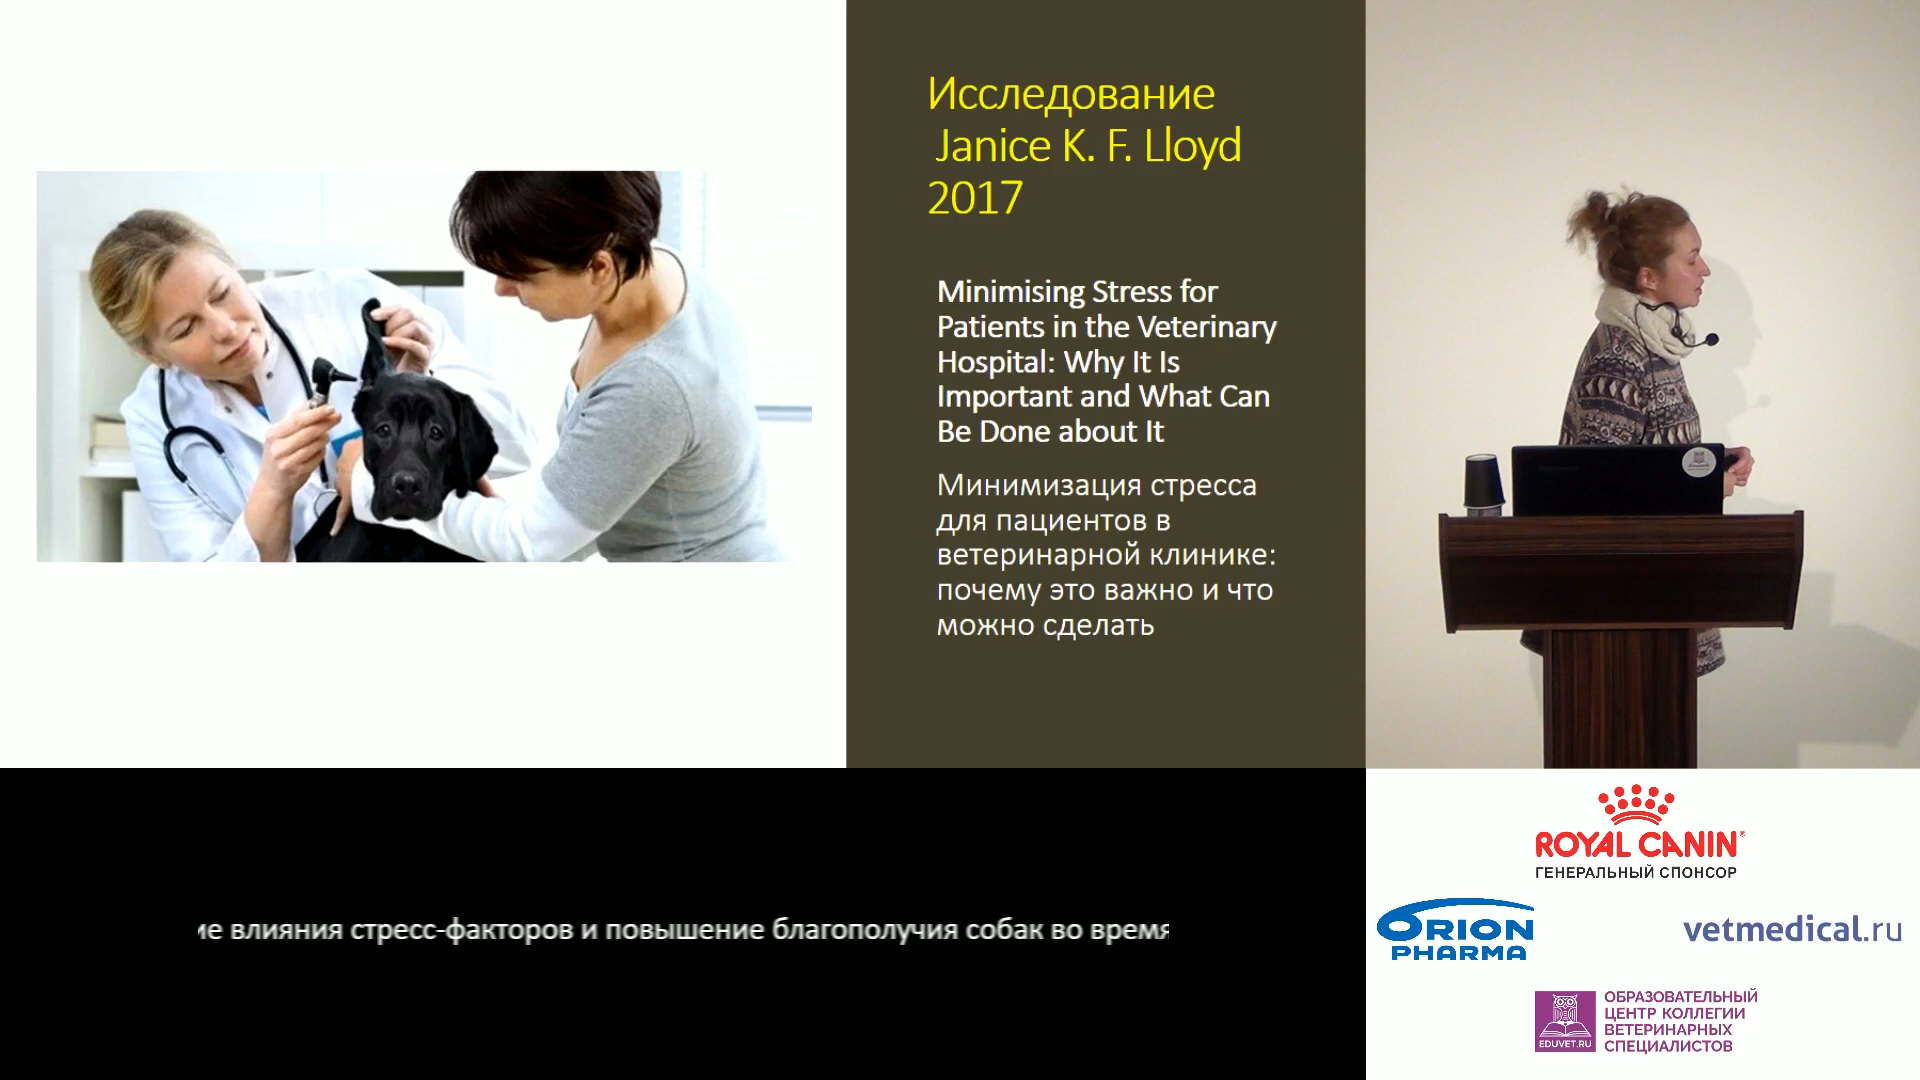 Исследование
Janice K. F. Lloyd
2017
Minimising Stress for
Patients in the Veterinary
Hospital: Why It Is
Important and What Can
Be Done about It
Минимизация стресса
для пациентов в
ветеринарной клинике:
почему это важно и что
можно сделать
влияния стресс-факторов и повышение благополучия собак во время
ROYAL CANIN
ГЕНЕРАЛЬНЫЙ СПОНСОР
ORION
PHARMA
vetmedical.ru
EDUVET.RU
ОБРАЗОВАТЕЛЬНЫЙ
ЦЕНТР КОЛЛЕГИИ
ВЕТЕРИНАРНЫХ
СПЕЦИАЛИСТОВ